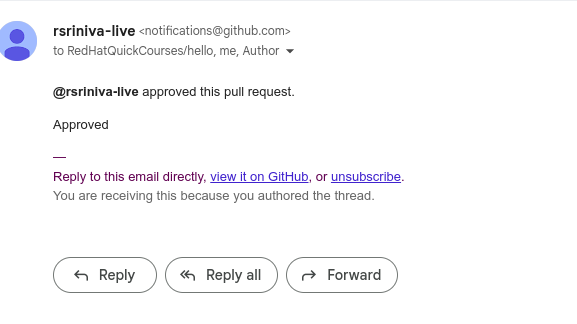 rsriniva-live <notifications@github.com>
to RedHatQuickCourses/hello, me, Author
@rsriniva-live approved this pull request.
Approved
—
Reply to this email directly, view it on GitHub, or unsubscribe.
You are receiving this because you authored the thread.
Reply
Reply all
Forward